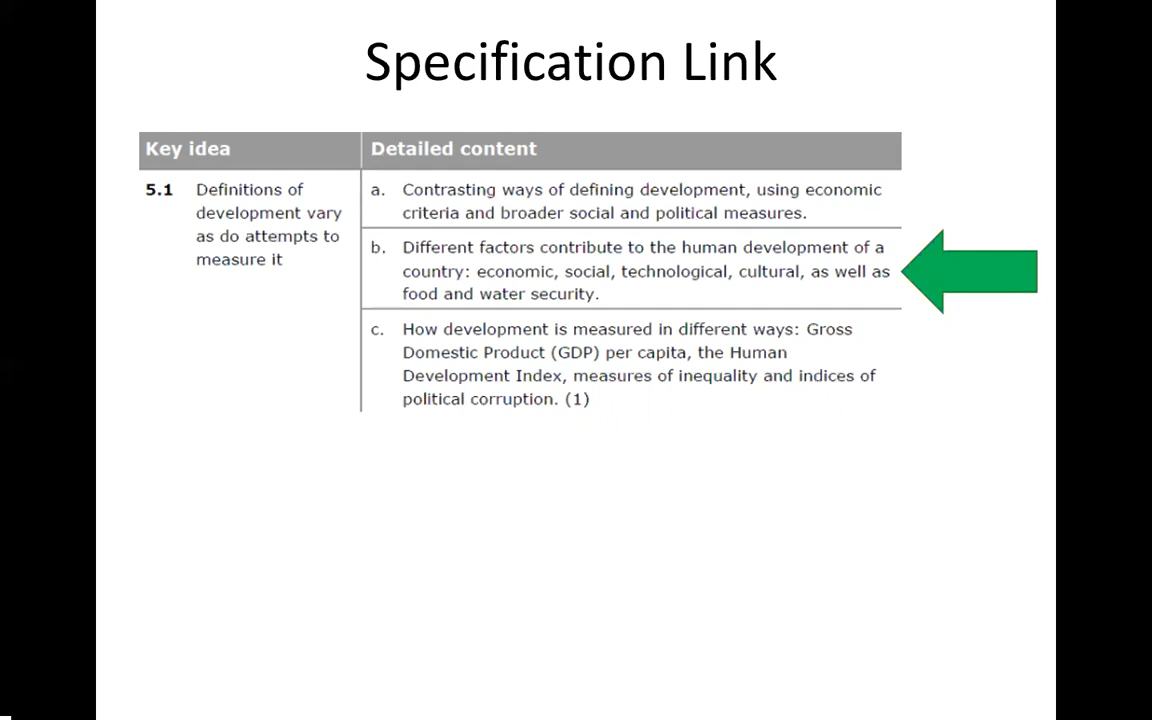 Specification Link
Key idea
Detailed content
5.1 Definitions of
development vary
as do attempts to
measure it
a. Contrasting ways of defining development, using economic
criteria and broader social and political measures.
b. Different factors contribute to the human development of a
country: economic, social, technological, cultural, as well as
food and water security.
c. How development is measured in different ways: Gross
Domestic Product (GDP) per capita, the Human
Development Index, measures of inequality and indices of
political corruption. (1)